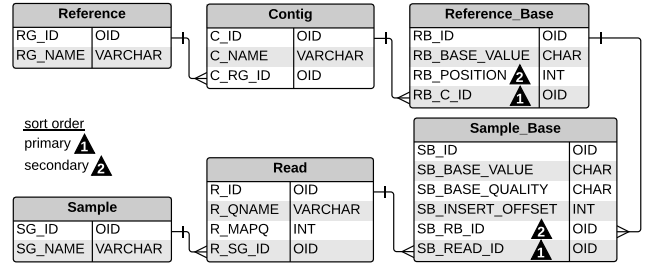 Reference
RG_ID OID
RG_NAME VARCHAR
Contig
C_ID OID
C_NAME VARCHAR
C_RG_ID OID
Reference_Base
RB_ID OID
RB_BASE_VALUE CHAR
RB_POSITION 2 INT
RB_C_ID 1 OID
sort order
primary 1
secondary 2
Sample
SG_ID OID
SG_NAME VARCHAR
Read
R_ID OID
R_QNAME VARCHAR
R_MAPQ INT
R_SG_ID OID
Sample_Base
SB_ID OID
SB_BASE_VALUE CHAR
SB_BASE_QUALITY CHAR
SB_INSERT_OFFSET INT
SB_RB_ID 2 OID
SB_READ_ID 1 OID